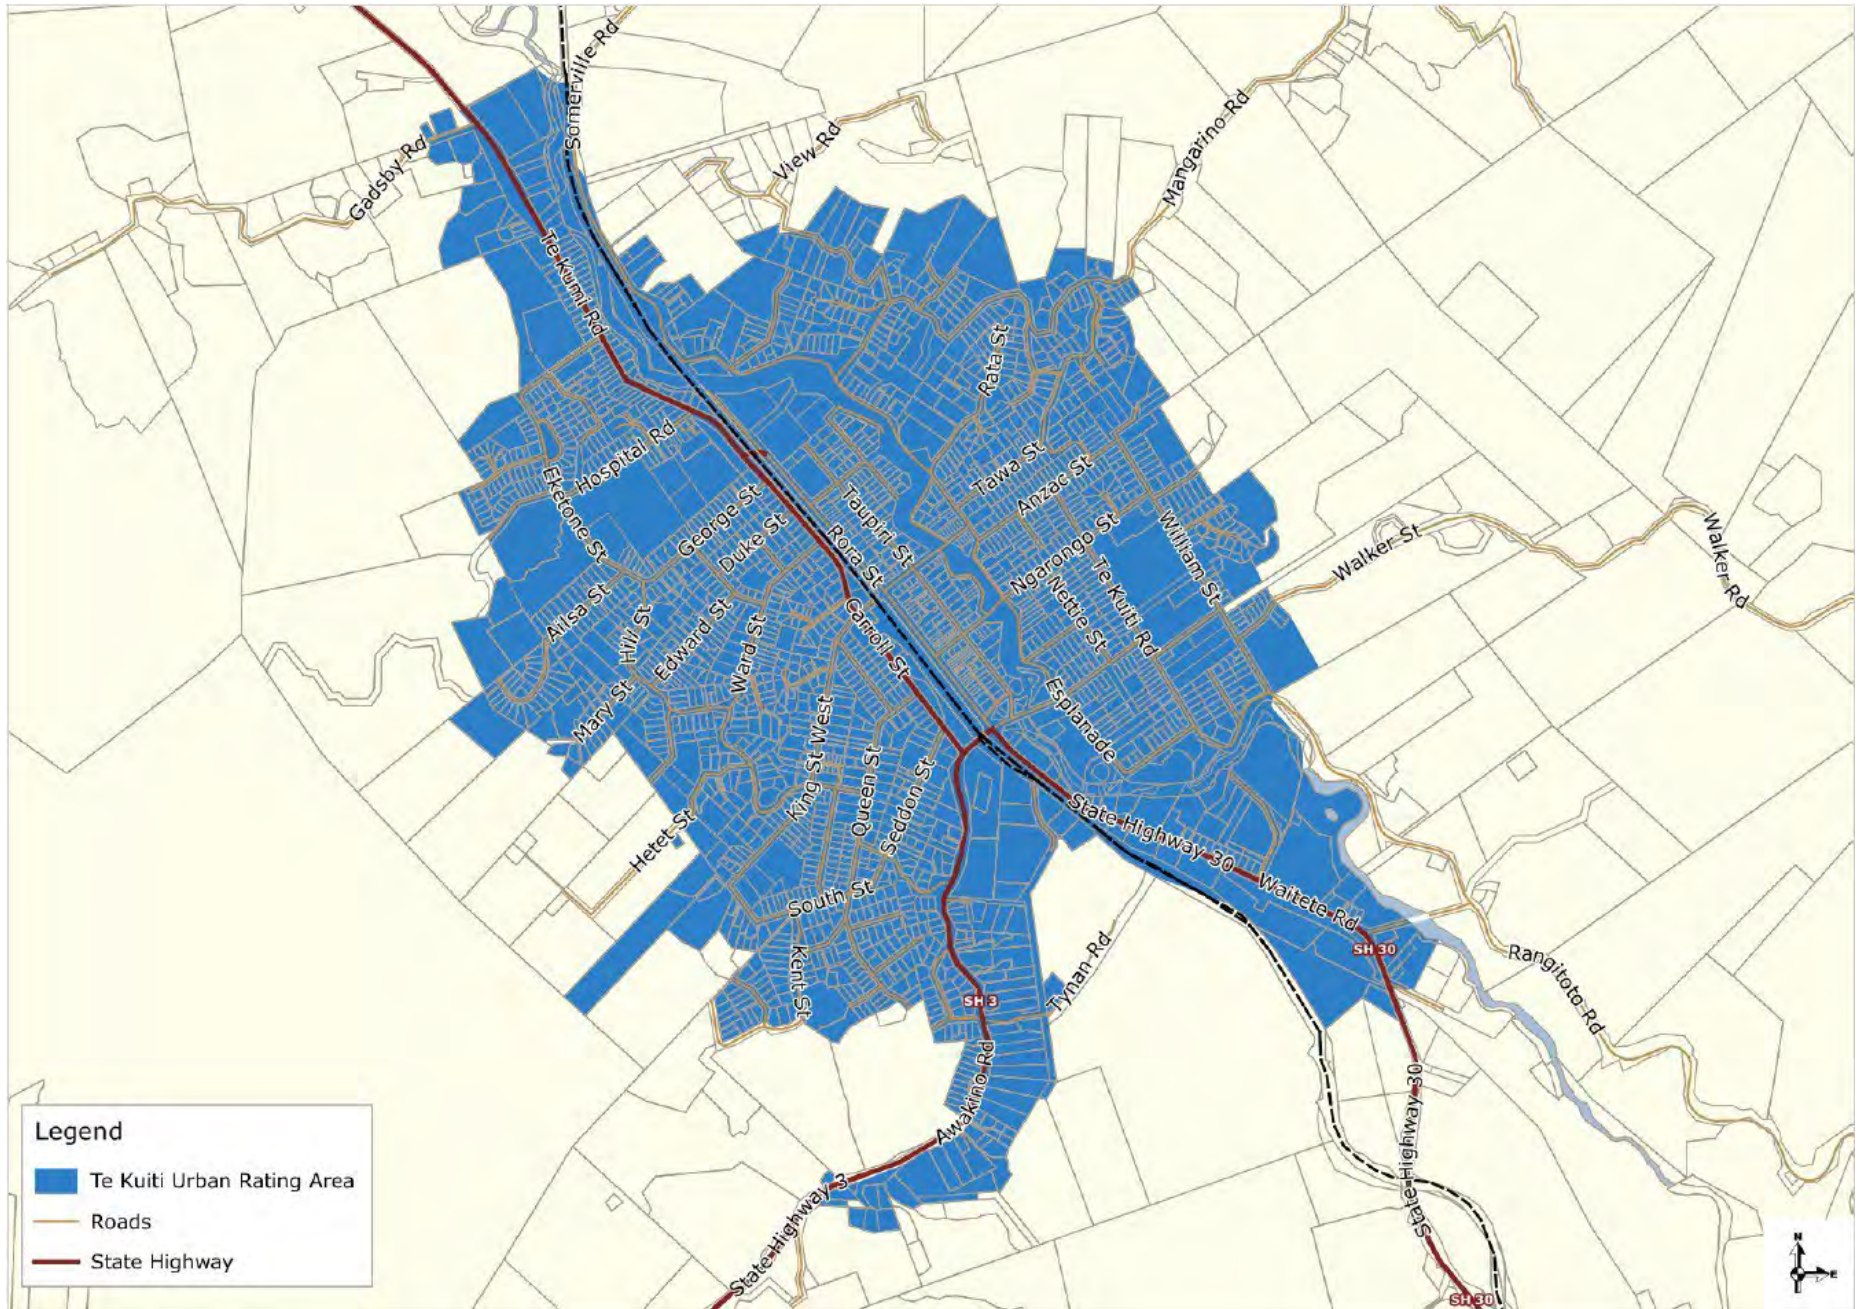 Somerville Rd
View Rd
Mangarino Rd
Gadsby Rd
Te Kumi Rd
Rata St
Hospital Rd
Eketone St
George St
Duke St
Taupiri St
Rora St
Tawa St
Anzac St
Ngarongo St
Nettie St
Te Kuiti Rd
William St
Walker St
Walker Rd
Ailsa St
Hill St
Edward St
Ward St
Mary St
Carroll St
King St West
Queen St
Seddon St
Esplanade
Hetet St
South St
Kent St
State Highway 30
Waitete Rd
SH 30
Rangitoto Rd
Tynan Rd
SH 3
Awakino Rd
State Highway 3
State Highway 30
State Highway
SH 30
Legend
Te Kuiti Urban Rating Area
Roads
State Highway
N
E